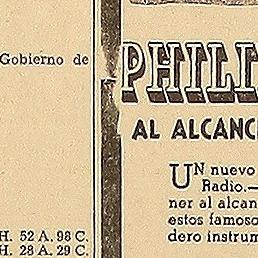 Gobierno de
H. 52 A. 98 C.
H. 28 A. 29 C.
PHILI
AL ALCANC
UN nuevo
Radio.—
ner al alcan
estos famoso
dero instrum